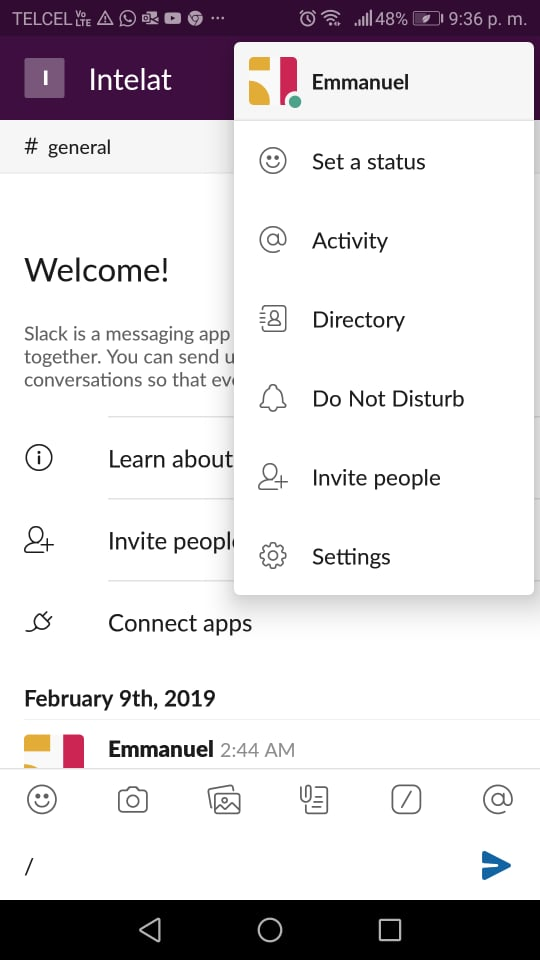 TELCEL Vo LTE 48% 9:36 p. m.
I Intelat
Emmanuel
# general
Set a status
Activity
Directory
Do Not Disturb
Invite people
Settings
Welcome!
Slack is a messaging app
together. You can send u
conversations so that eve
Learn about
Invite people
Connect apps
February 9th, 2019
Emmanuel 2:44 AM
/